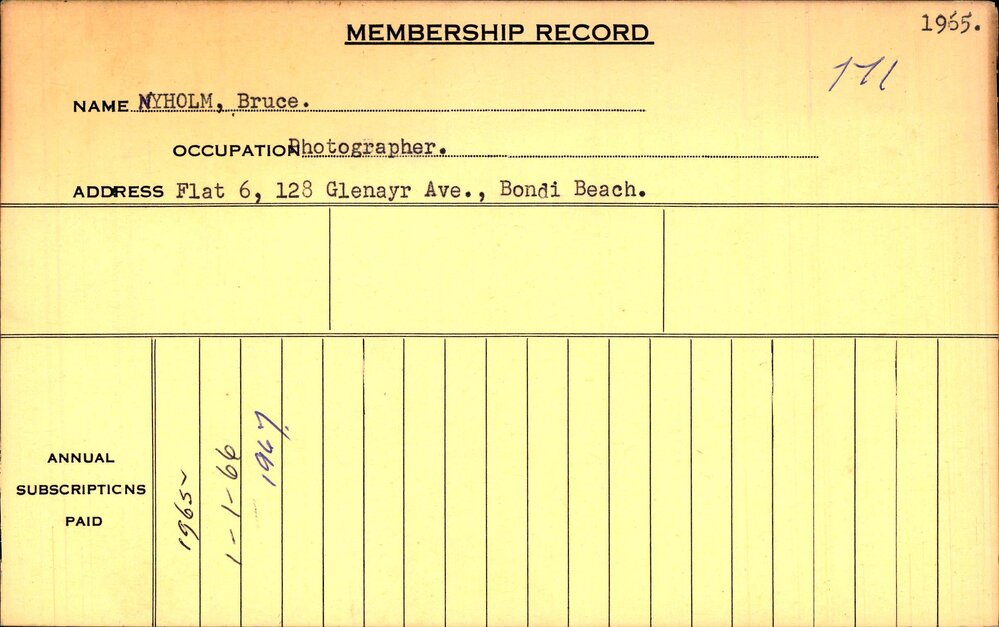 MEMBERSHIP RECORD
1965.
171
NAME NYHOLM, Bruce.
OCCUPATION Photographer.
ADDRESS Flat 6, 128 Glenayr Ave., Bondi Beach.
ANNUAL
SUBSCRIPTIONS
PAID
1965
1-1-66
1967.